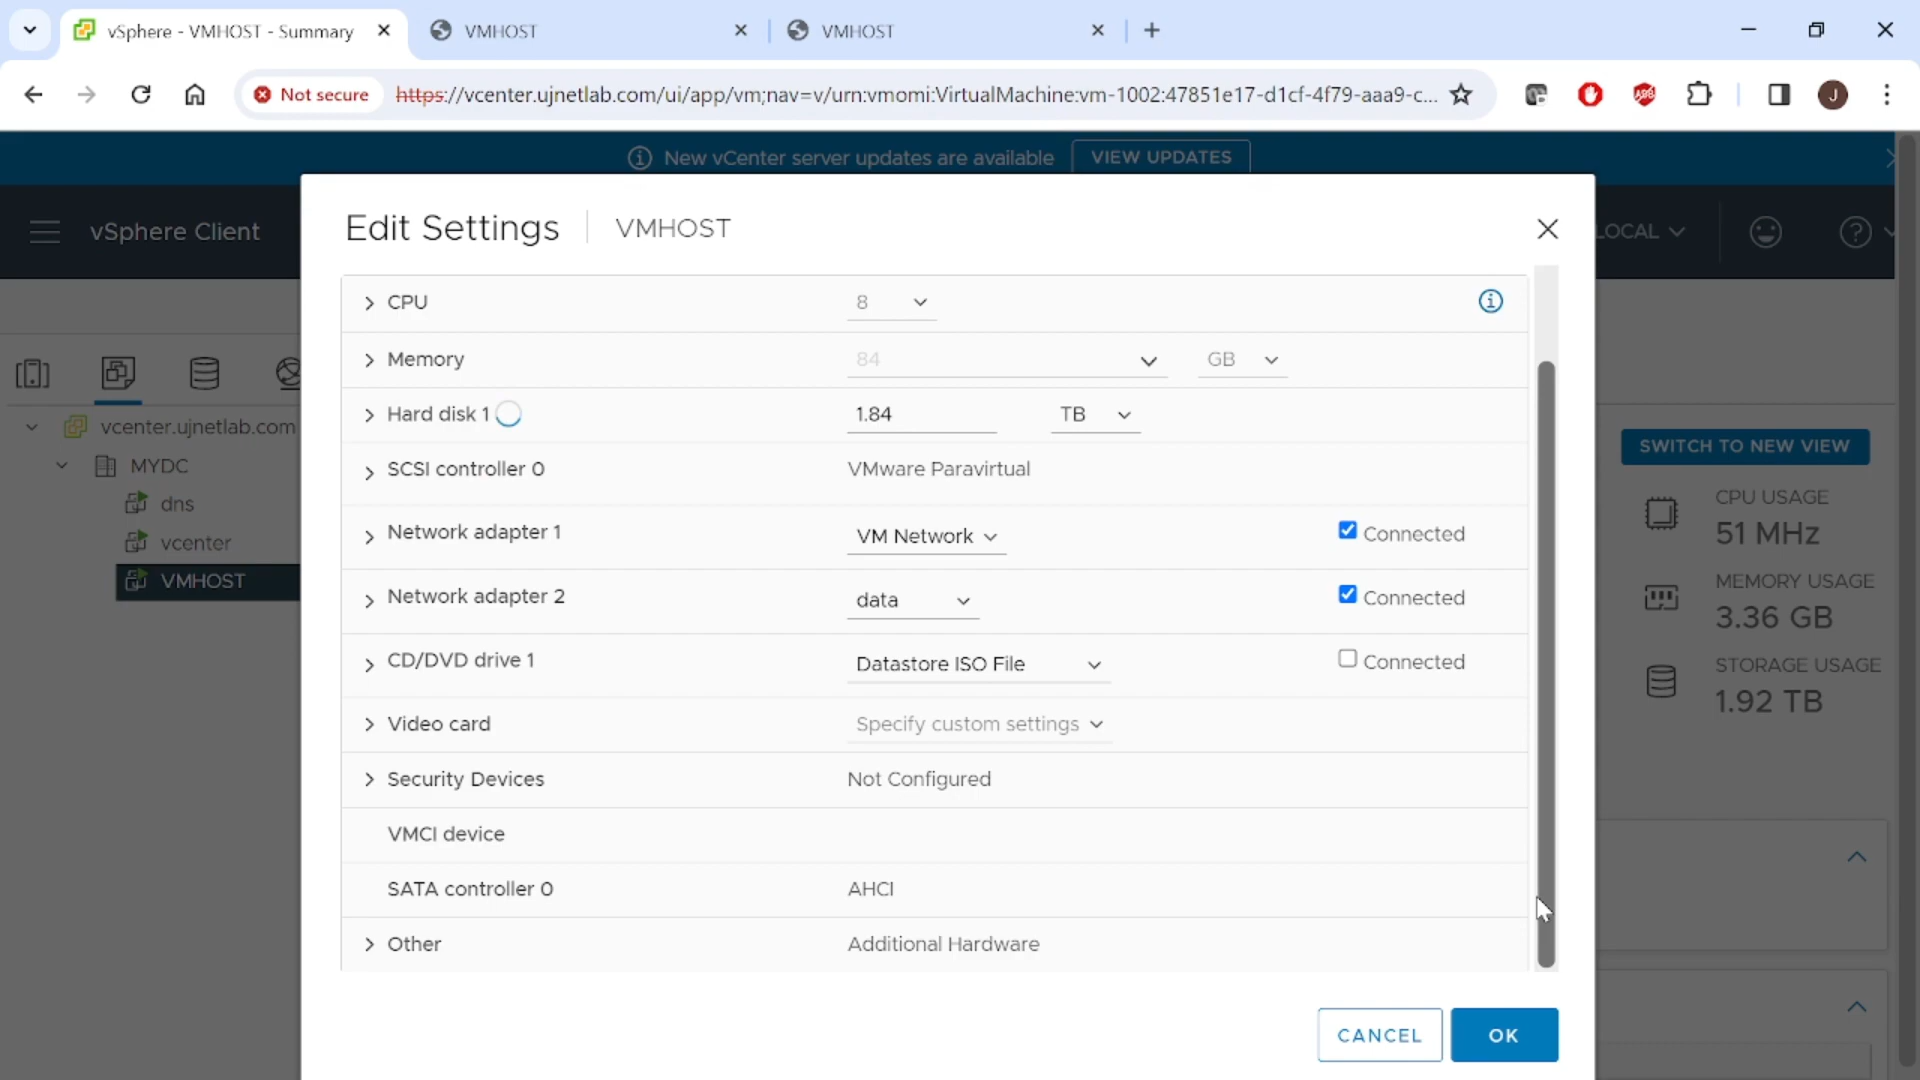 vSphere - VMHOST - Summary
VMHOST
VMHOST
Not secure
https://vcenter.ujnetlab.com/ui/app/vm;nav=v/urn:vmomi:VirtualMachine:vm-1002:47851e17-d1cf-4f79-aaa9-c...
J
New vCenter server updates are available
VIEW UPDATES
vSphere Client
LOCAL
Edit Settings
VMHOST
CPU
8
Memory
84
GB
Hard disk 1
1.84
TB
SCSI controller 0
VMware Paravirtual
Network adapter 1
VM Network
Connected
Network adapter 2
data
Connected
CD/DVD drive 1
Datastore ISO File
Connected
Video card
Specify custom settings
Security Devices
Not Configured
VMCI device
SATA controller 0
AHCI
Other
Additional Hardware
CANCEL
OK
vcenter.ujnetlab.com
MYDC
dns
vcenter
VMHOST
SWITCH TO NEW VIEW
CPU USAGE
51 MHz
MEMORY USAGE
3.36 GB
STORAGE USAGE
1.92 TB